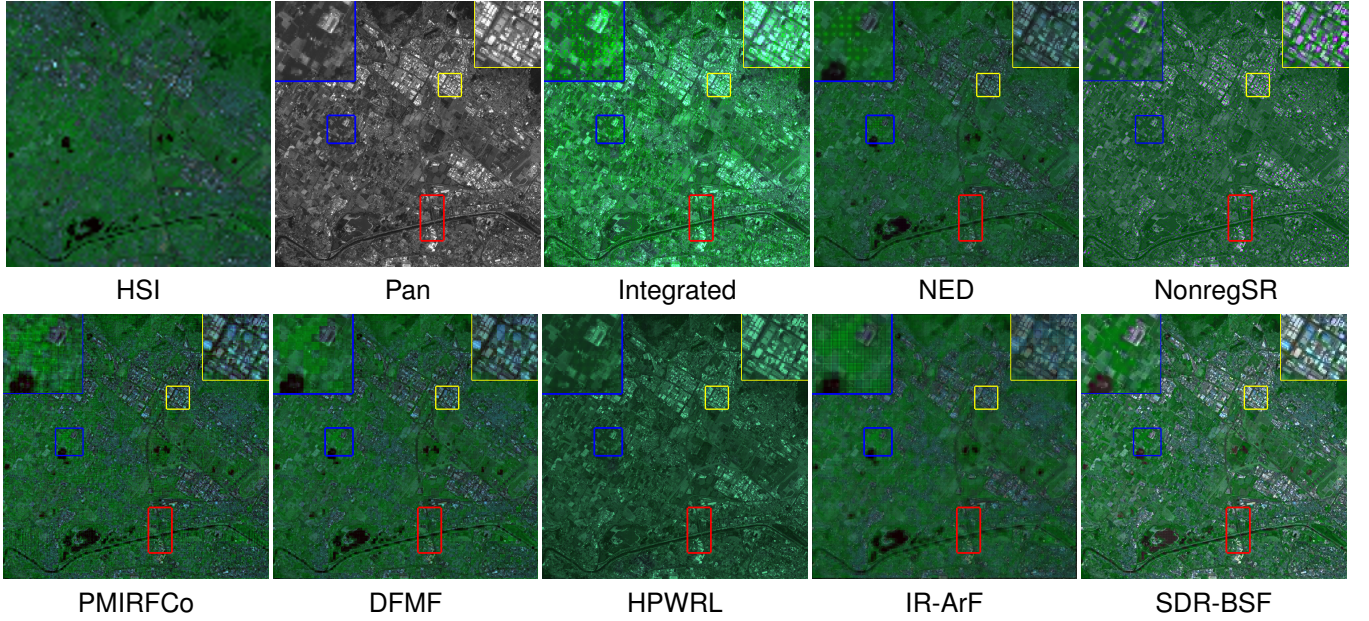 HSI
Pan
Integrated
NED
NonregSR
PMIRFCo
DFMF
HPWRL
IR-ArF
SDR-BSF